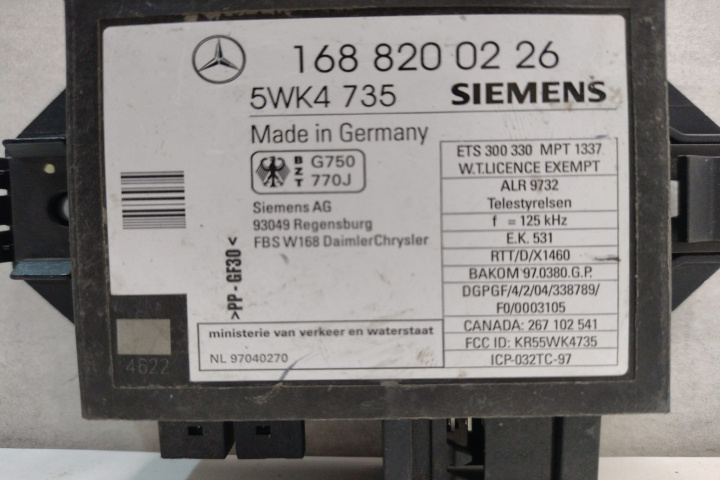 168 820 02 26
5WK4 735 SIEMENS
Made in Germany
BZT G750 770J
Siemens AG
93049 Regensburg
FBS W168 DaimlerChrysler
>PP-GF30<
ministerie van verkeer en waterstaat
NL 97040270
ETS 300 330 MPT 1337
W.T.LICENCE EXEMPT
ALR 9732
Telestyrelsen
f = 125 kHz
E.K. 531
RTT/D/X1460
BAKOM 97.0380.G.P.
DGPGF/4/2/04/338789/
F0/0003105
CANADA: 267 102 541
FCC ID: KR55WK4735
ICP-032TC-97
4622